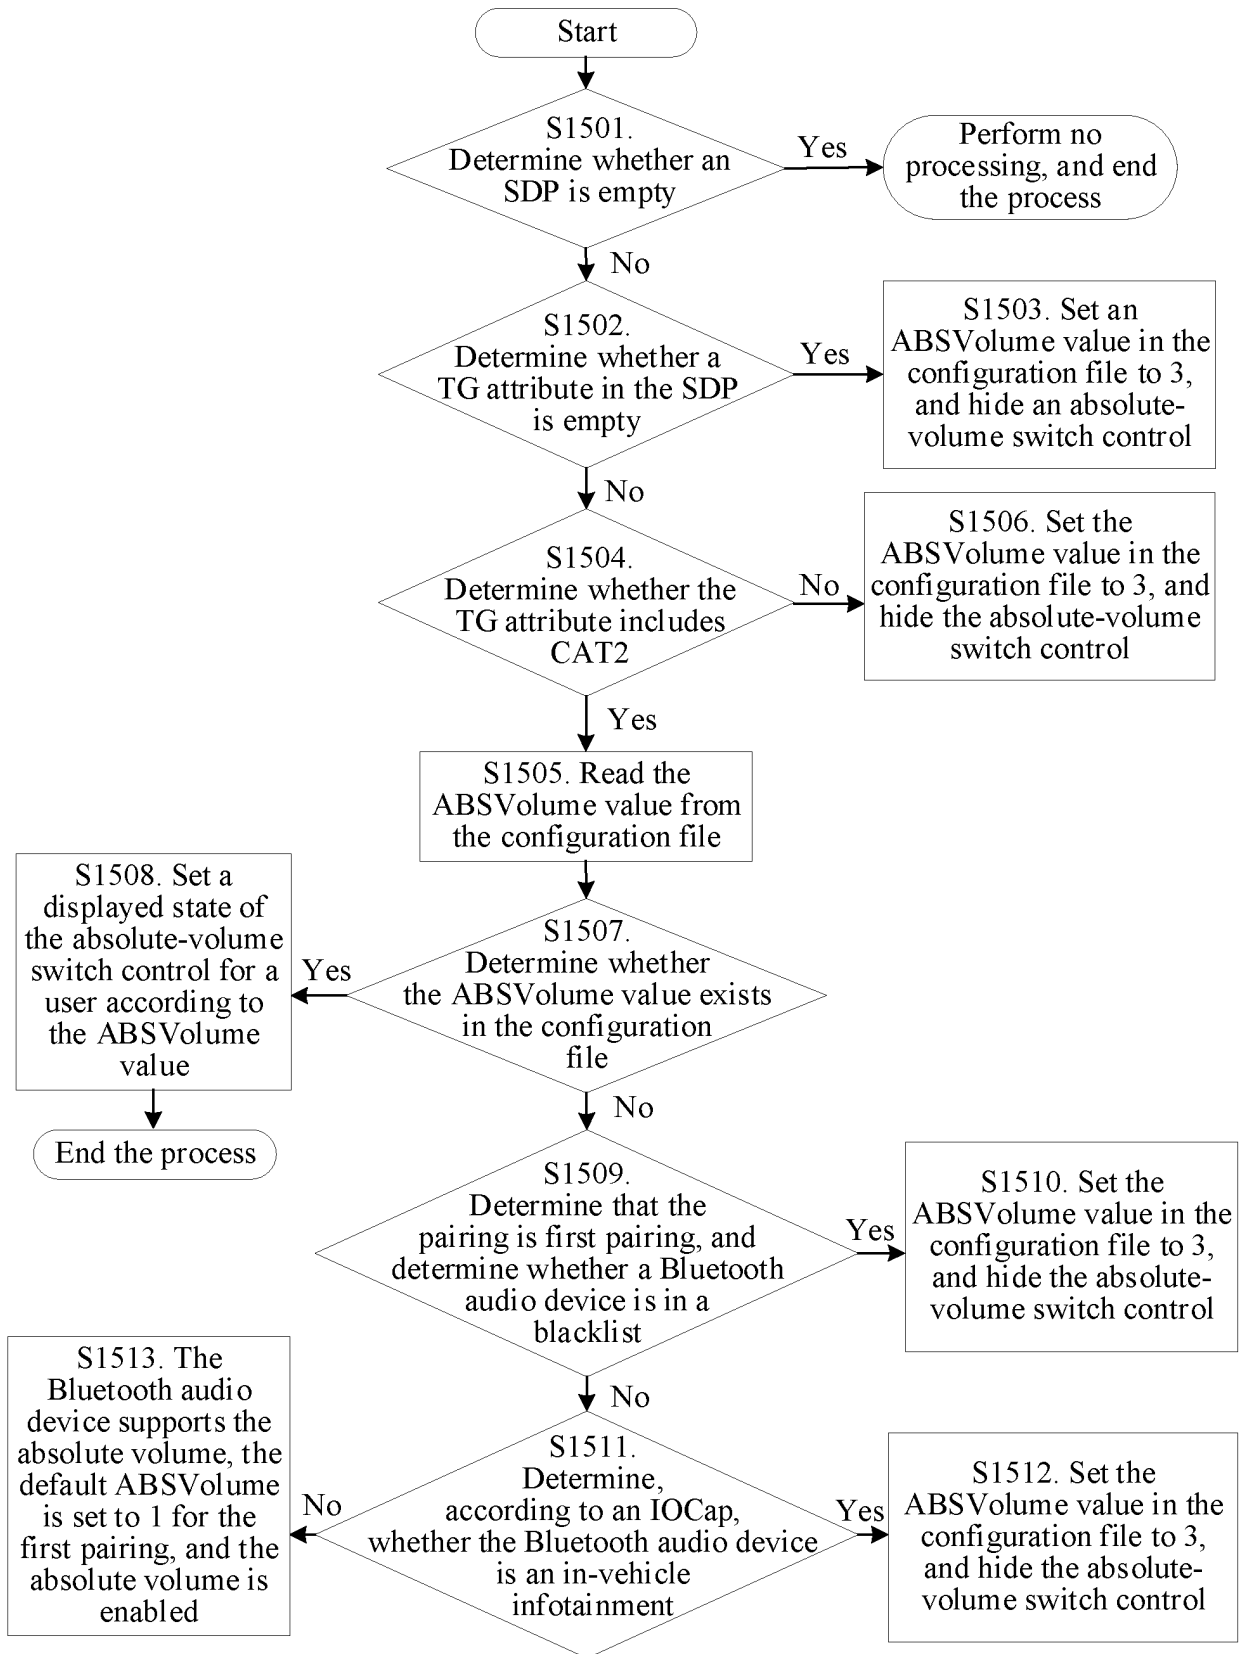 Start
S1501.
Determine whether an
SDP is empty
Yes
Perform no
processing, and end
the process
No
S1502.
Determine whether a
TG attribute in the SDP
is empty
Yes
S1503. Set an
ABSVolume value in the
configuration file to 3,
and hide an absolute-
volume switch control
No
S1504.
Determine whether the
TG attribute includes
CAT2
No
S1506. Set the
ABSVolume value in the
configuration file to 3, and
hide the absolute-volume
switch control
Yes
S1505. Read the
ABSVolume value from
the configuration file
S1507.
Determine whether
the ABSVolume value exists
in the configuration
file
Yes
S1508. Set a
displayed state of
the absolute-volume
switch control for a
user according to
the ABSVolume
value
End the process
No
S1509.
Determine that the
pairing is first pairing, and
determine whether a Bluetooth
audio device is in a
blacklist
Yes
S1510. Set the
ABSVolume value in the
configuration file to 3,
and hide the absolute-
volume switch control
No
S1511.
Determine,
according to an IOCap,
whether the Bluetooth audio device
is an in-vehicle
infotainment
Yes
S1512. Set the
ABSVolume value in the
configuration file to 3,
and hide the absolute-
volume switch control
No
S1513. The
Bluetooth audio
device supports the
absolute volume, the
default ABSVolume
is set to 1 for the
first pairing, and the
absolute volume is
enabled